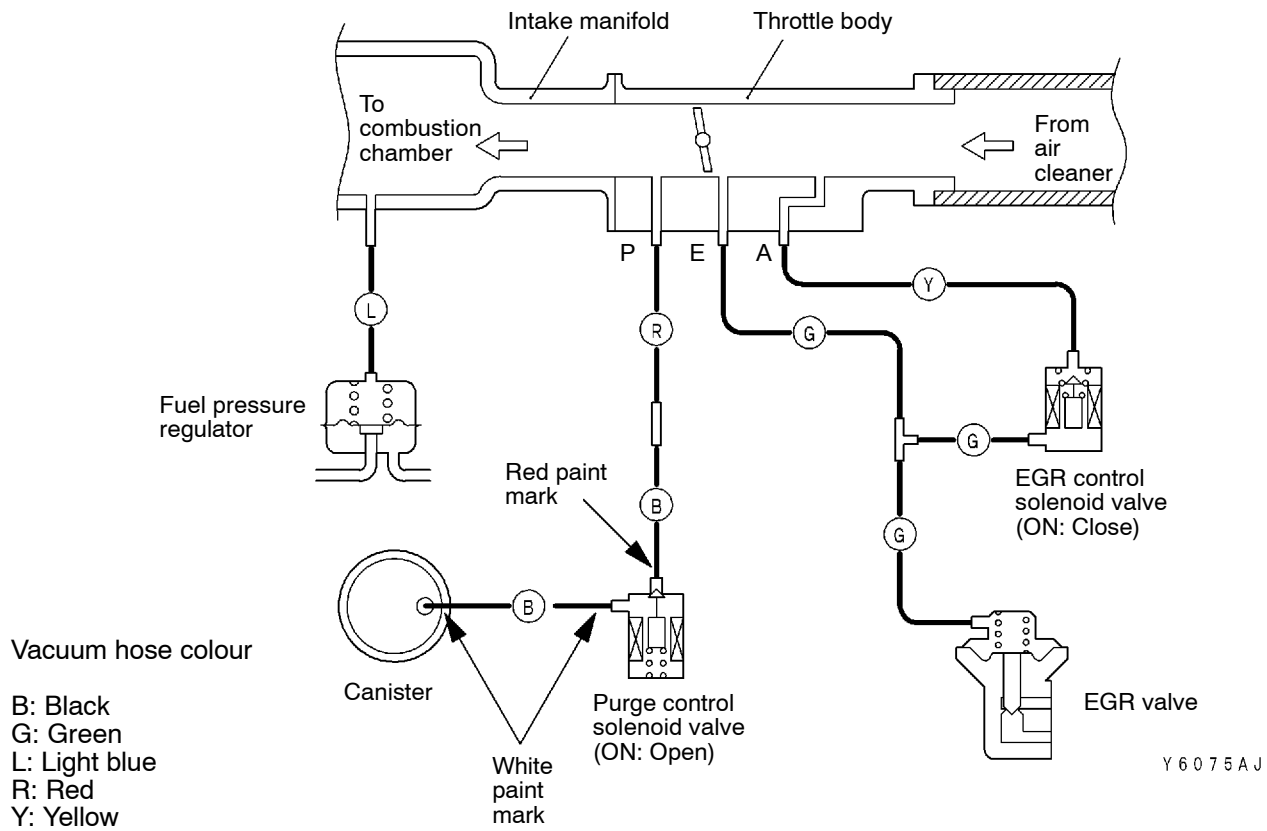 Intake manifold
Throttle body
To
combustion
chamber
From
air
cleaner
P
E
A
L
R
Y
G
Fuel pressure
regulator
G
Red paint
mark
EGR control
solenoid valve
(ON: Close)
B
G
B
Canister
Purge control
solenoid valve
(ON: Open)
EGR valve
White
paint
mark
Vacuum hose colour
B: Black
G: Green
L: Light blue
R: Red
Y: Yellow
Y6075AJ